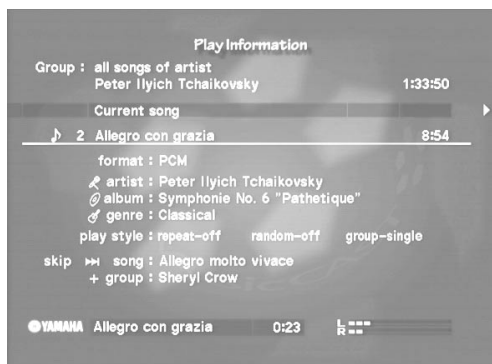 Play Information
Group : all songs of artist
Peter Ilyich Tchaikovsky 1:33:50
Current song
2 Allegro con grazia 8:54
format : PCM
artist : Peter Ilyich Tchaikovsky
album : Symphonie No. 6 "Pathetique"
genre : Classical
play style : repeat-off random-off group-single
skip song : Allegro molto vivace
+ group : Sheryl Crow
YAMAHA Allegro con grazia 0:23 L
R